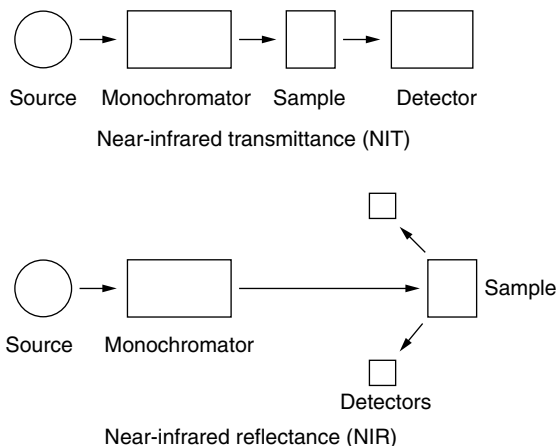 Source Monochromator Sample Detector
Near-infrared transmittance (NIT)
Sample
Source Monochromator
Detectors
Near-infrared reflectance (NIR)